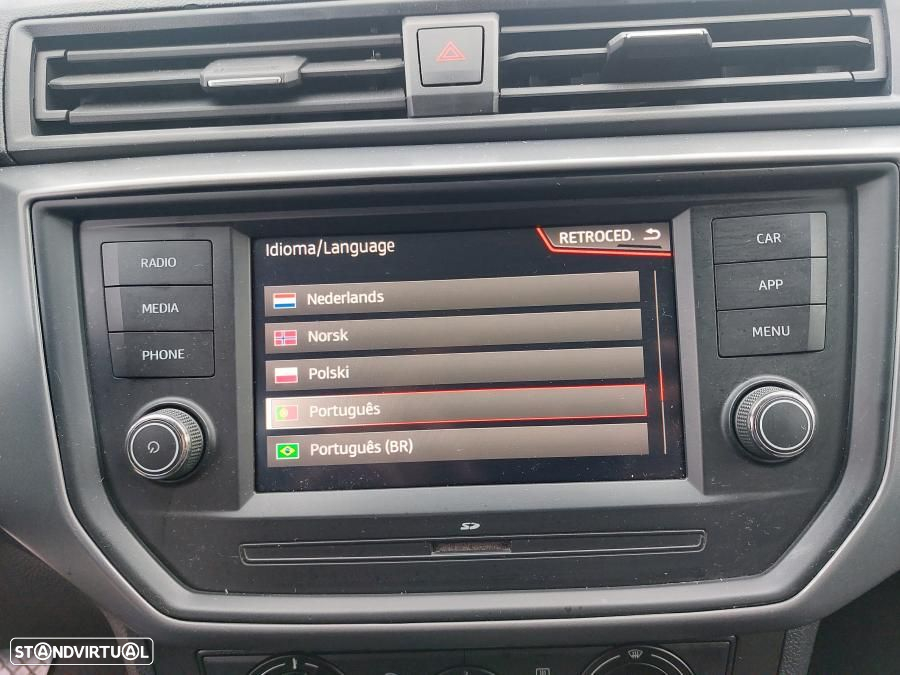 Idioma/Language
RETROCED.
Nederlands
Norsk
Polski
Português
Português (BR)
RADIO
MEDIA
PHONE
CAR
APP
MENU
SD
STANDVIRTUAL